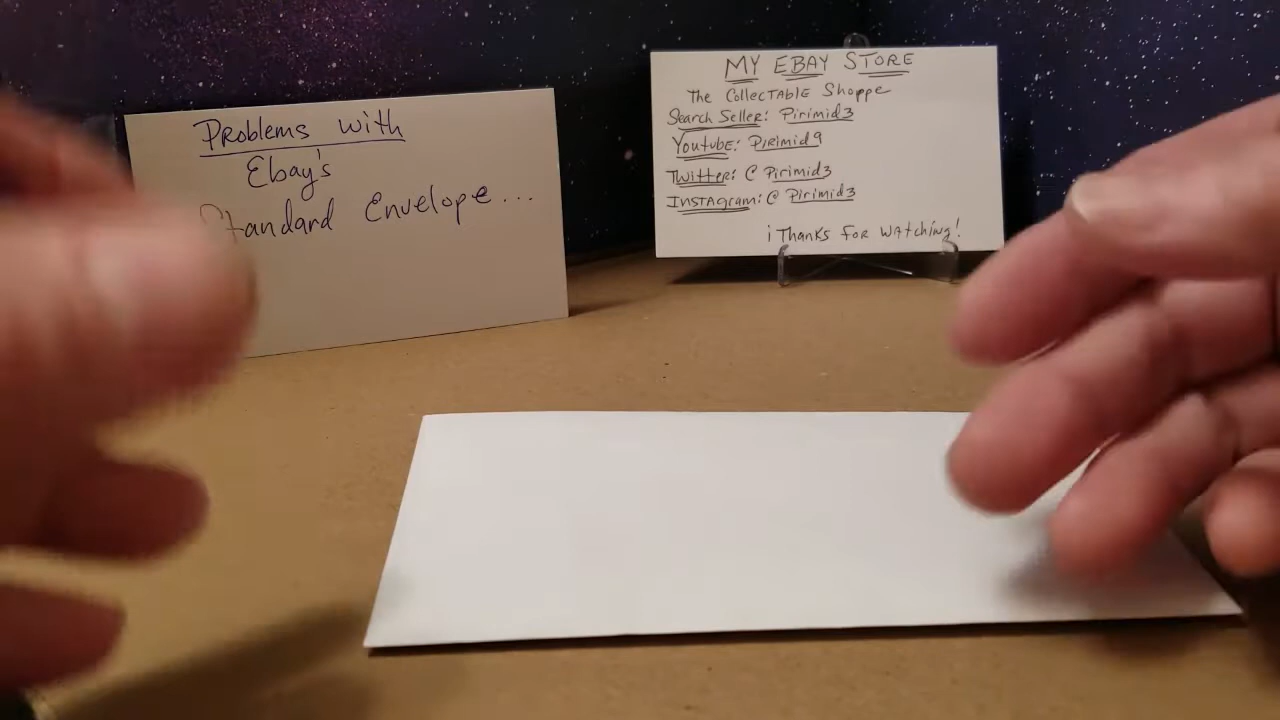 Problems with
Ebay's
Standard Envelope...
MY EBAY STORE
The Collectable Shoppe
Search Seller: Pirimid3
Youtube: Pirimid9
Twitter: @ Pirimid3
Instagram: @ Pirimid3
¡Thanks for watching!